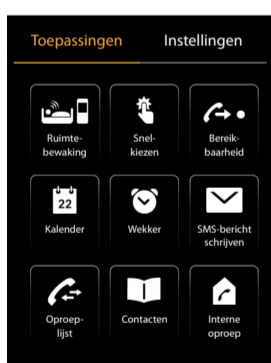 Toepassingen Instellingen
Ruimte- Snel- Bereik-
bewaking kiezen baarheid
22
Kalender Wekker SMS-bericht
schrijven
Oproep- Contacten Interne
lijst oproep